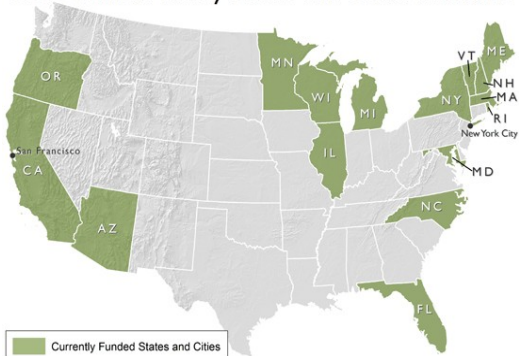 OR
MN
VT
ME
WI
NH
MI
NY
MA
RI
New York City
San Francisco
CA
IL
MD
AZ
NC
FL
Currently Funded States and Cities